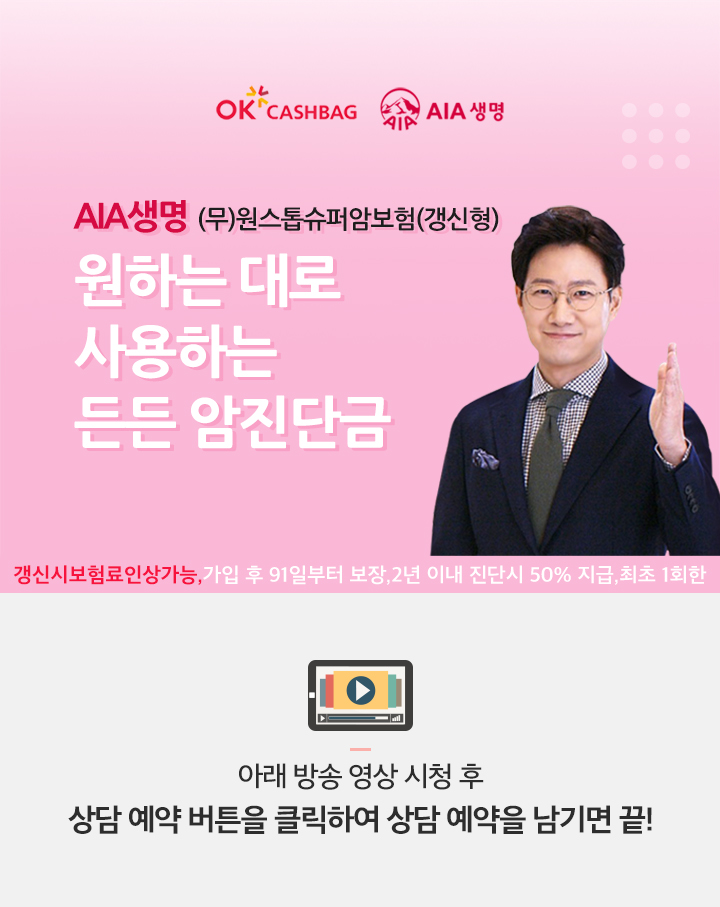 OK CASHBAG AIA AIA 생명
AIA생명 (무)원스톱슈퍼암보험(갱신형)
원하는 대로
사용하는
든든 암진단금
갱신시보험료인상가능,가입 후 91일부터 보장,2년 이내 진단시 50% 지급,최초 1회한
아래 방송 영상 시청 후
상담 예약 버튼을 클릭하여 상담 예약을 남기면 끝!